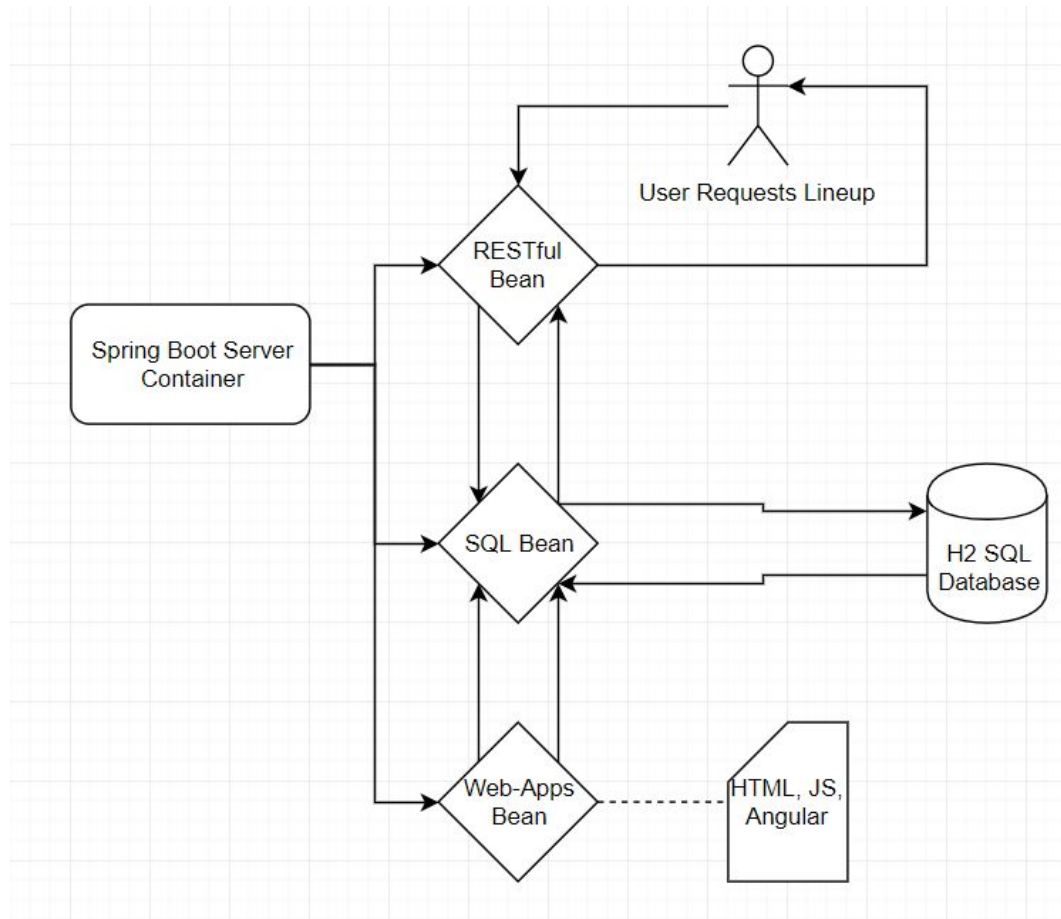 User Requests Lineup
RESTful
Bean
Spring Boot Server
Container
SQL Bean
H2 SQL
Database
Web-Apps
Bean
HTML, JS,
Angular